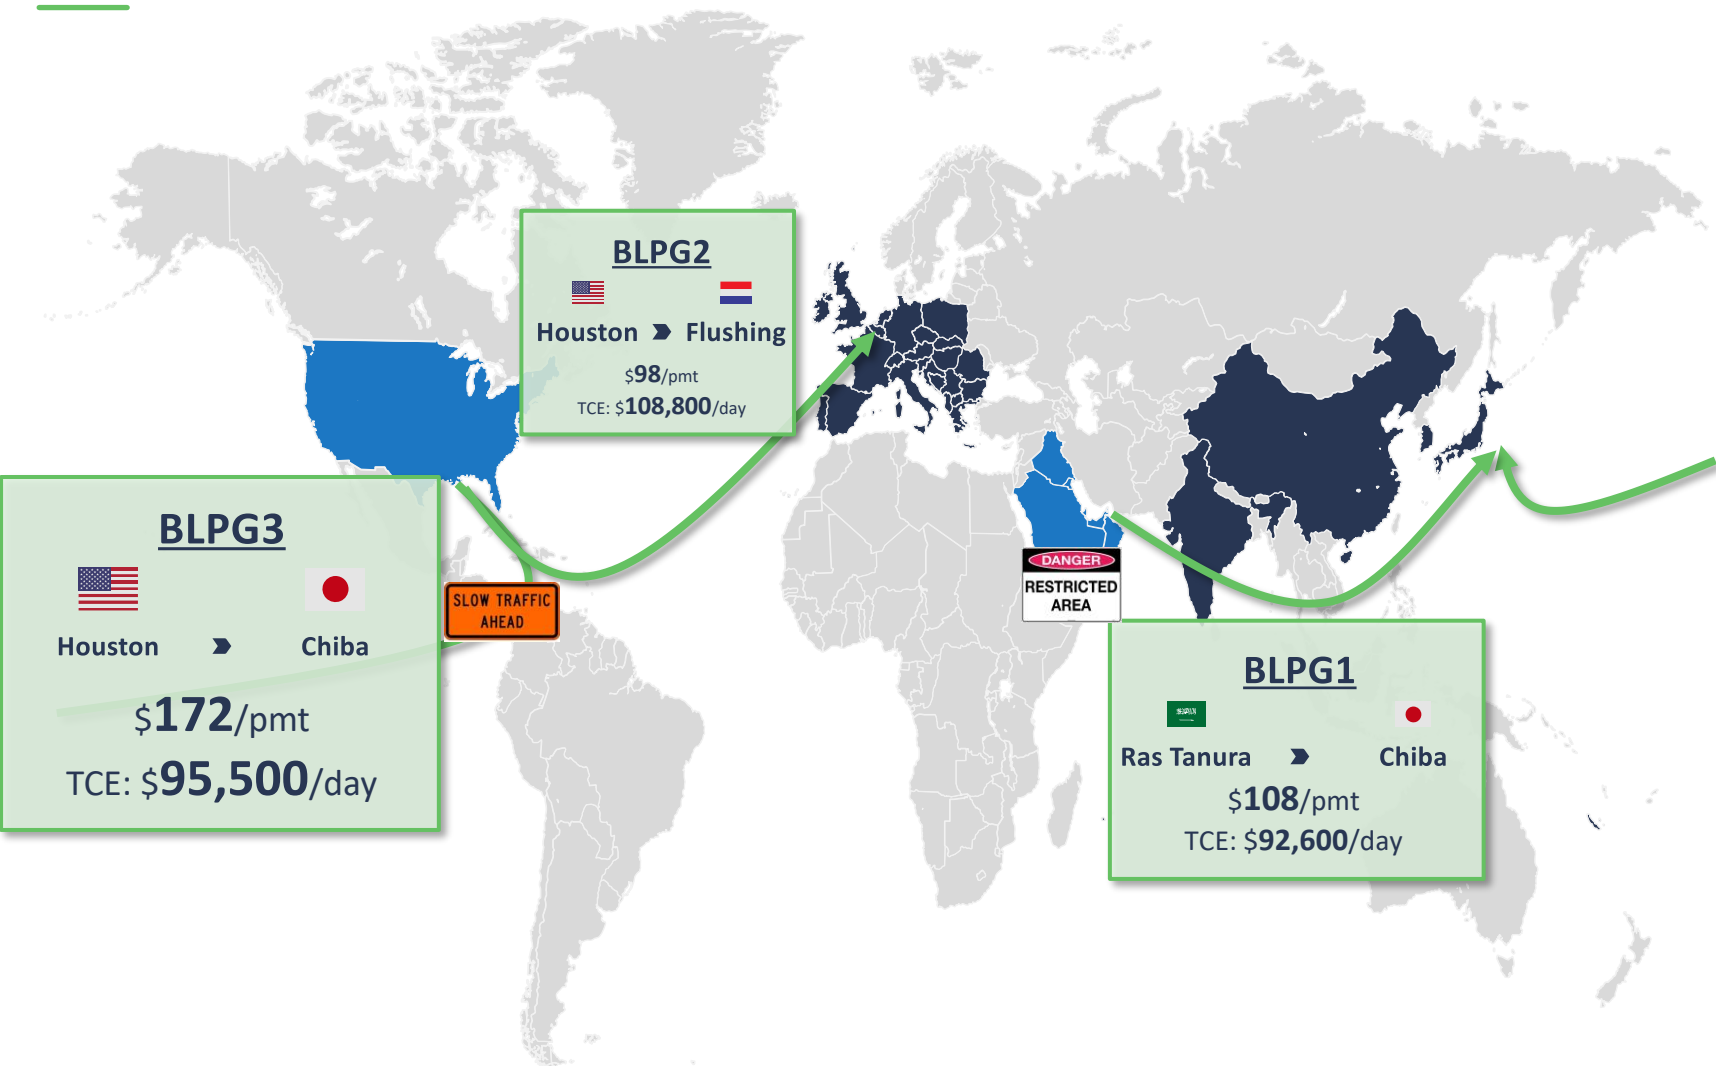 BLPG2
Houston Flushing
$98/pmt
TCE: $108,800/day
BLPG3
Houston Chiba
$172/pmt
TCE: $95,500/day
SLOW TRAFFIC
AHEAD
DANGER
RESTRICTED
AREA
BLPG1
Ras Tanura Chiba
$108/pmt
TCE: $92,600/day